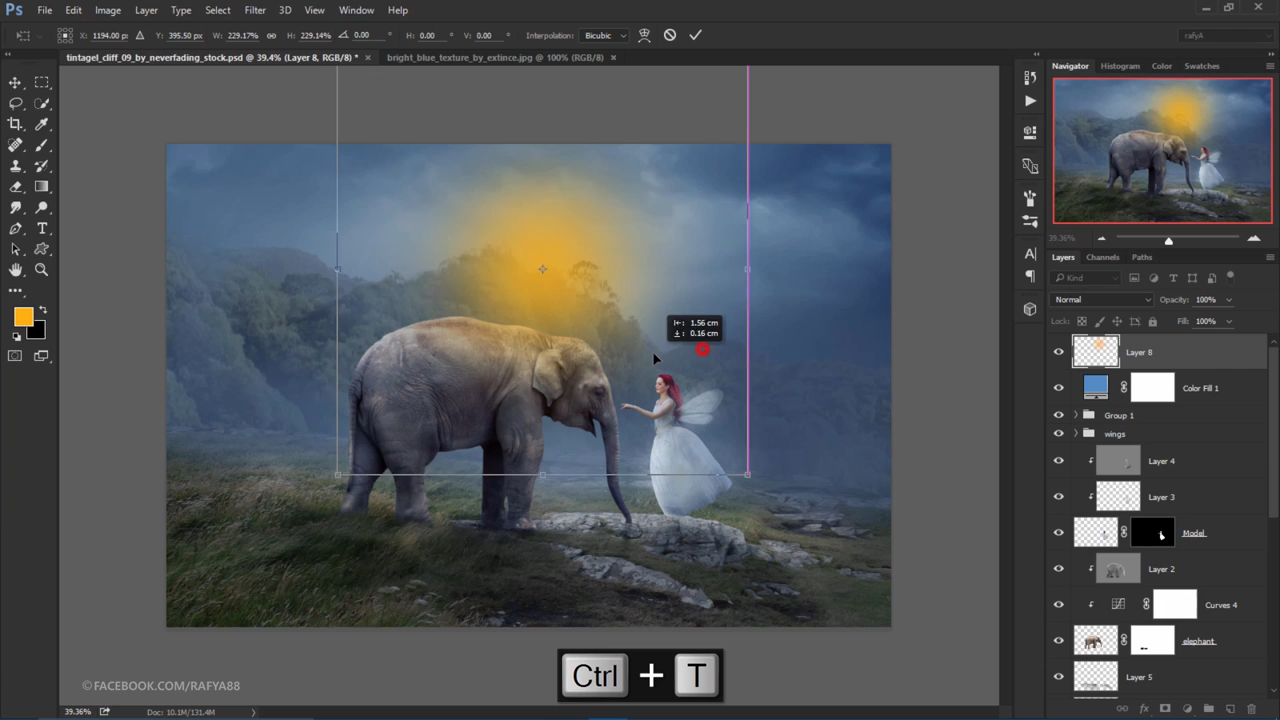 Ps File Edit Image Layer Type Select Filter 3D View Window Help
X: 1194.00 px Y: 395.50 px W: 229.17% H: 229.14% 0.00 ° H: 0.00 ° V: 0.00 ° Interpolation: Bicubic rafyA
tintagel_cliff_09_by_neverfading_stock.psd @ 39.4% (Layer 8, RGB/8) * × bright_blue_texture_by_extince.jpg @ 100% (RGB/8) ×
Navigator Histogram Color Swatches
39.36%
Layers Channels Paths
Kind
Normal Opacity: 100%
Lock: Fill: 100%
Layer 8
Color Fill 1
Group 1
wings
Layer 4
Layer 3
Model
Layer 2
Curves 4
elephant
Layer 5
1.56 cm
0.16 cm
Ctrl + T
©FACEBOOK.COM/RAFYA88
39.36% Doc: 10.1M/131.4M